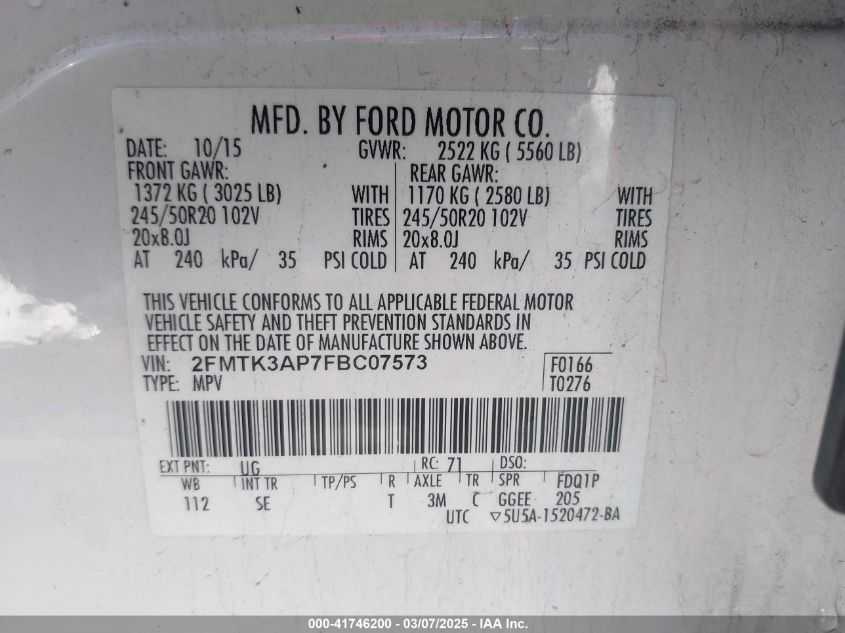 MFD. BY FORD MOTOR CO.
DATE: 10/15 GVWR: 2522 KG ( 5560 LB)
FRONT GAWR: REAR GAWR:
1372 KG ( 3025 LB) WITH 1170 KG ( 2580 LB) WITH
245/50R20 102V TIRES 245/50R20 102V TIRES
20x8.0J RIMS 20x8.0J RIMS
AT 240 kPa/ 35 PSI COLD AT 240 kPa/ 35 PSI COLD
THIS VEHICLE CONFORMS TO ALL APPLICABLE FEDERAL MOTOR
VEHICLE SAFETY AND THEFT PREVENTION STANDARDS IN
EFFECT ON THE DATE OF MANUFACTURE SHOWN ABOVE.
VIN: 2FMTK3AP7FBC07573 F0166
TYPE: MPV T0276
EXT PNT: UG RC: 71 DSO:
WB INT TR TP/PS R AXLE TR SPR FDQ1P
112 SE T 3M C GGEE 205
UTC ▽5U5A-1520472-BA
000-41746200 - 03/07/2025 - IAA Inc.